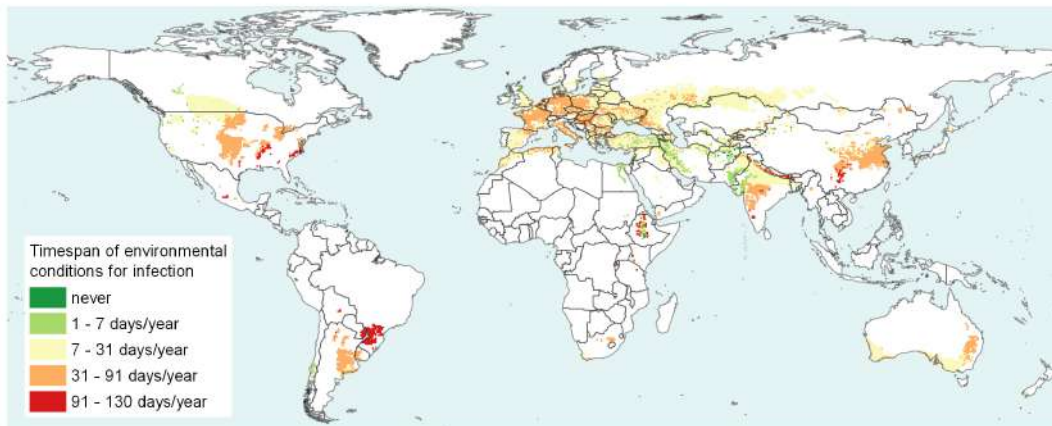 Timespan of environmental
conditions for infection
never
1 - 7 days/year
7 - 31 days/year
31 - 91 days/year
91 - 130 days/year